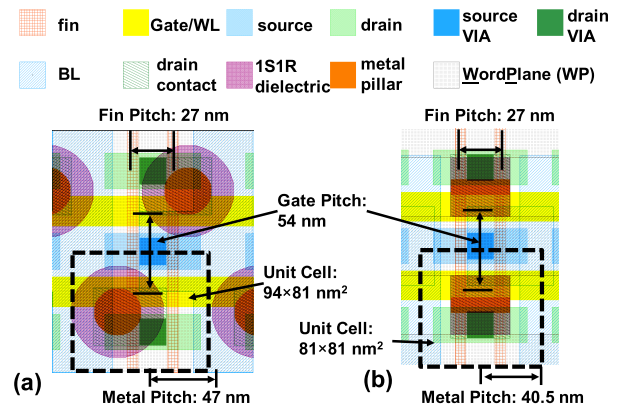 fin
Gate/WL
source
drain
source
VIA
drain
VIA
BL
drain
contact
1S1R
dielectric
metal
pillar
WordPlane (WP)
Fin Pitch: 27 nm
Fin Pitch: 27 nm
Gate Pitch:
54 nm
Unit Cell:
94×81 nm²
Unit Cell:
81×81 nm²
(a)
(b)
Metal Pitch: 47 nm
Metal Pitch: 40.5 nm